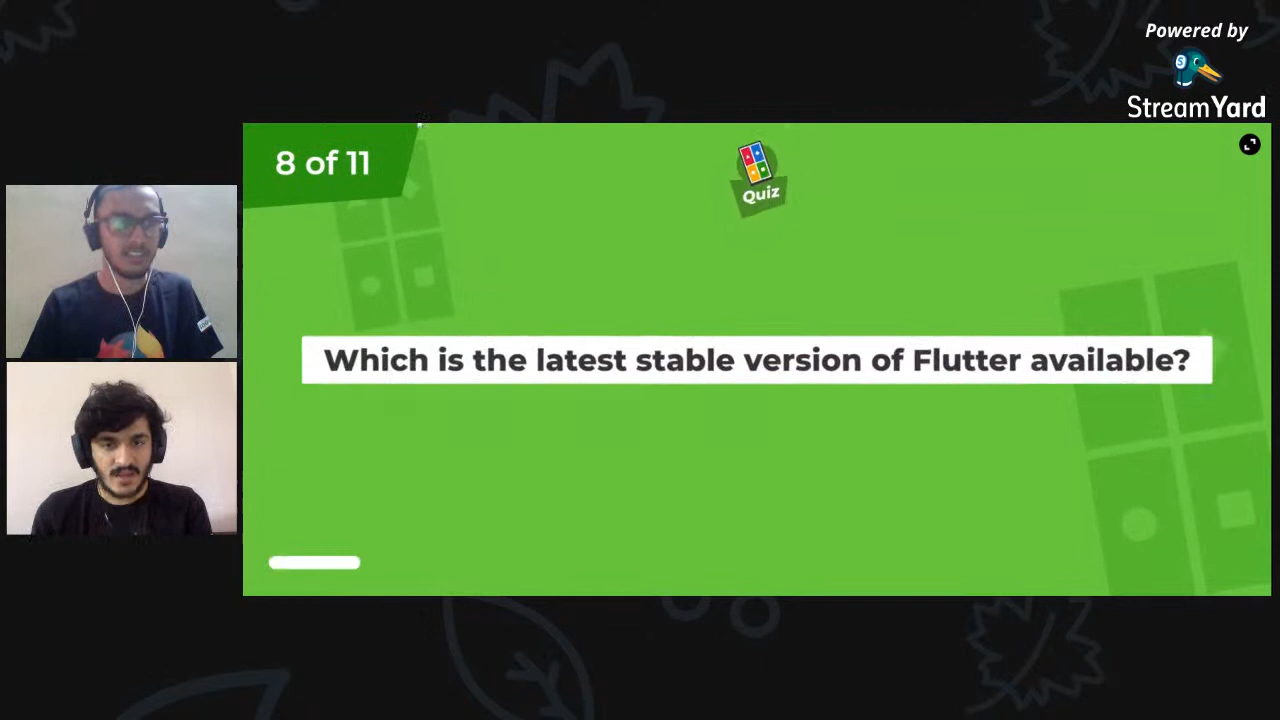 Powered by
StreamYard
8 of 11
Quiz
Which is the latest stable version of Flutter available?